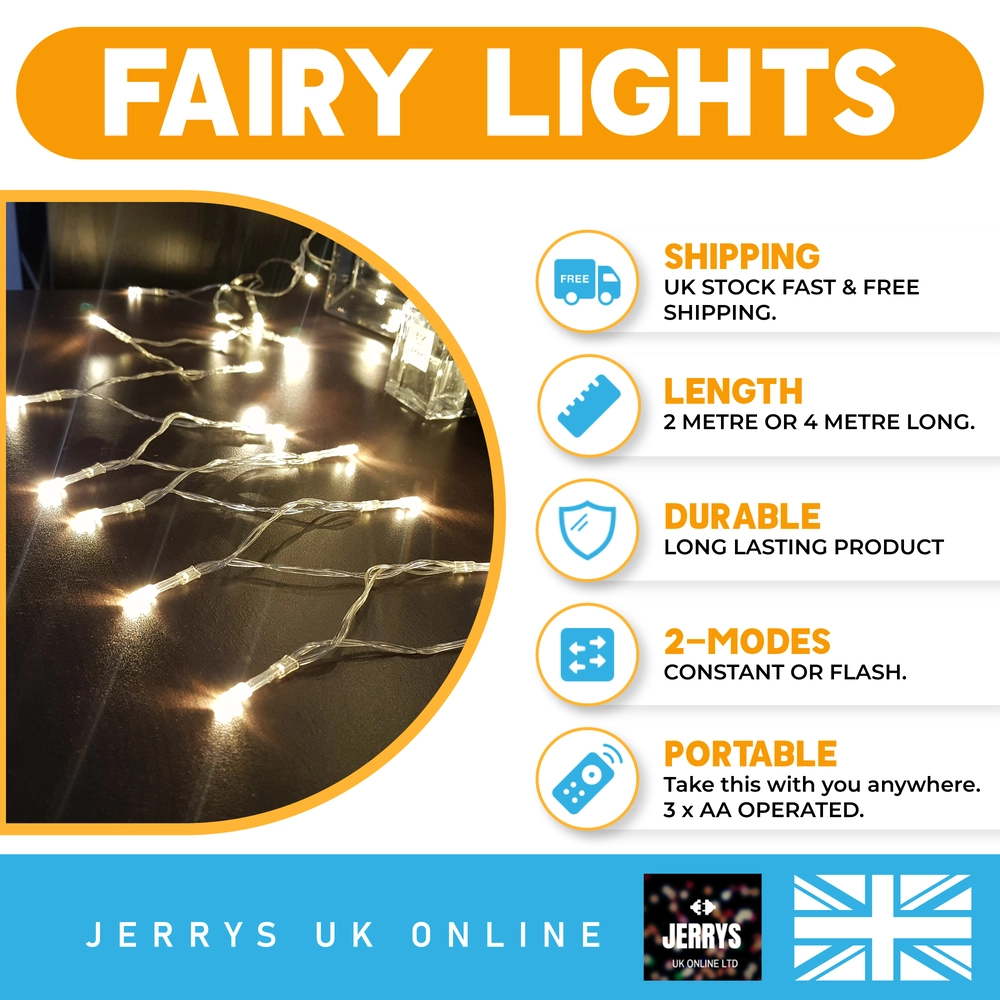 FAIRY LIGHTS
FREE
SHIPPING
UK STOCK FAST & FREE
SHIPPING.
LENGTH
2 METRE OR 4 METRE LONG.
DURABLE
LONG LASTING PRODUCT
2-MODES
CONSTANT OR FLASH.
PORTABLE
Take this with you anywhere.
3 x AA OPERATED.
JERRYS UK ONLINE
JERRYS
UK ONLINE LTD